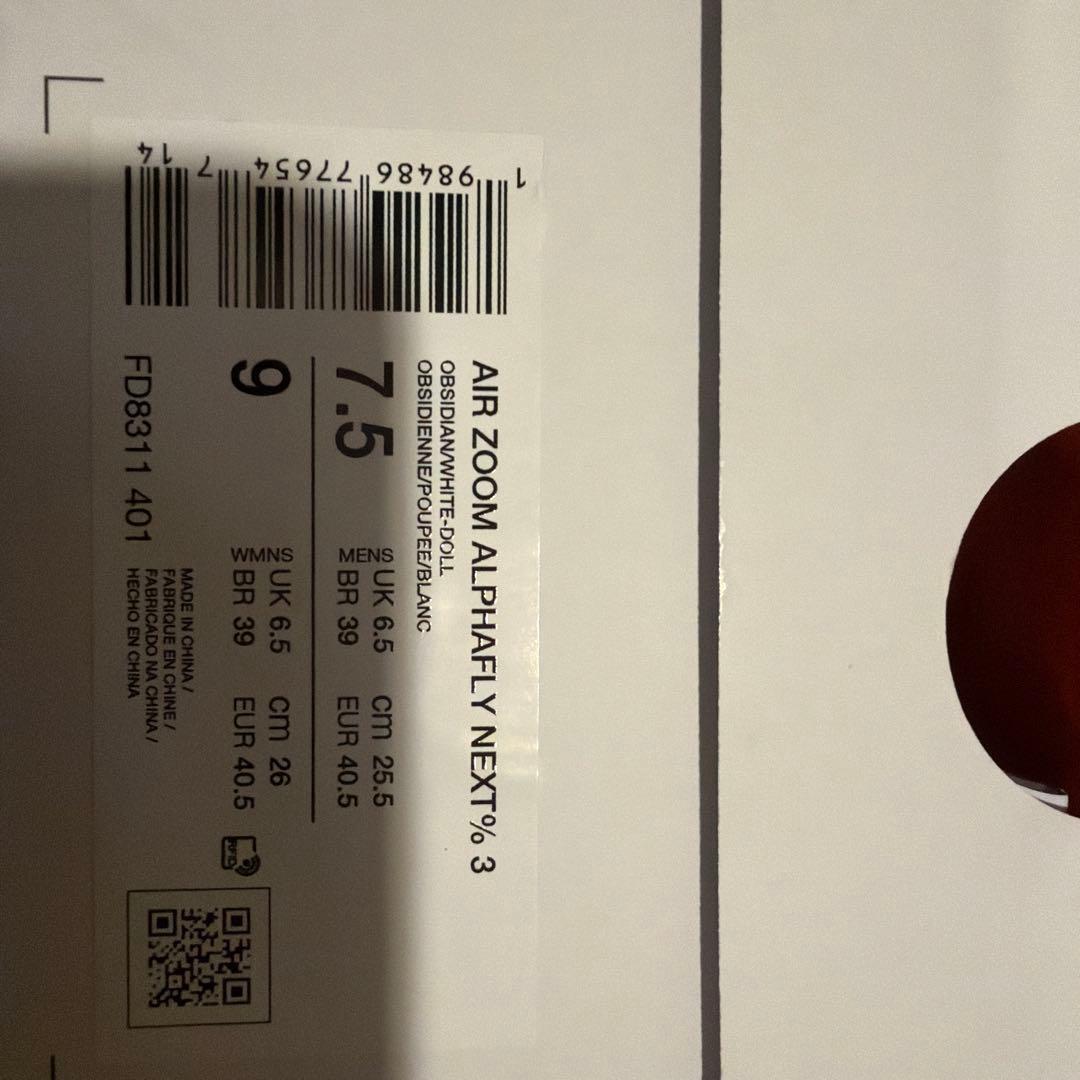 AIR ZOOM ALPHAFLY NEXT% 3
OBSIDIAN/WHITE-DOLL
OBSIDIENNE/POUPEE/BLANC
7.5 MENS UK 6.5 cm 25.5
BR 39 EUR 40.5
9 WMNS UK 6.5 cm 26
BR 39 EUR 40.5
RFID
FD8311 401
MADE IN CHINA /
FABRIQUE EN CHINE /
FABRICADO NA CHINA /
HECHO EN CHINA
1 98486 77654 7 14